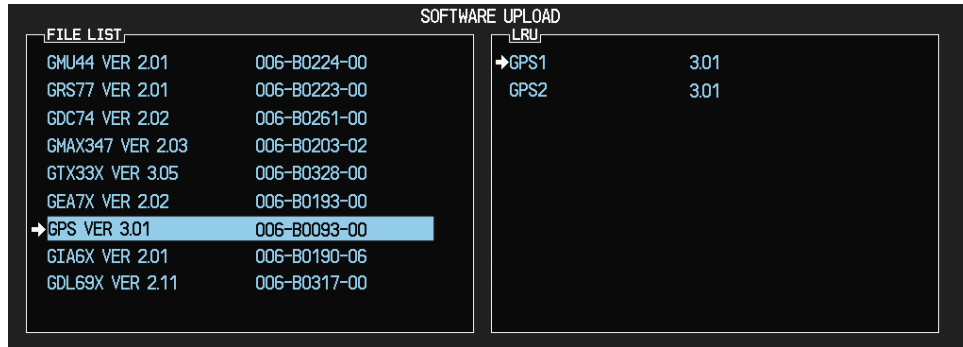 SOFTWARE UPLOAD
FILE LIST
GMU44 VER 2.01 006-B0224-00
GRS77 VER 2.01 006-B0223-00
GDC74 VER 2.02 006-B0261-00
GMAX347 VER 2.03 006-B0203-02
GTX33X VER 3.05 006-B0328-00
GEA7X VER 2.02 006-B0193-00
GPS VER 3.01 006-B0093-00
GIA6X VER 2.01 006-B0190-06
GDL69X VER 2.11 006-B0317-00
LRU
GPS1 3.01
GPS2 3.01